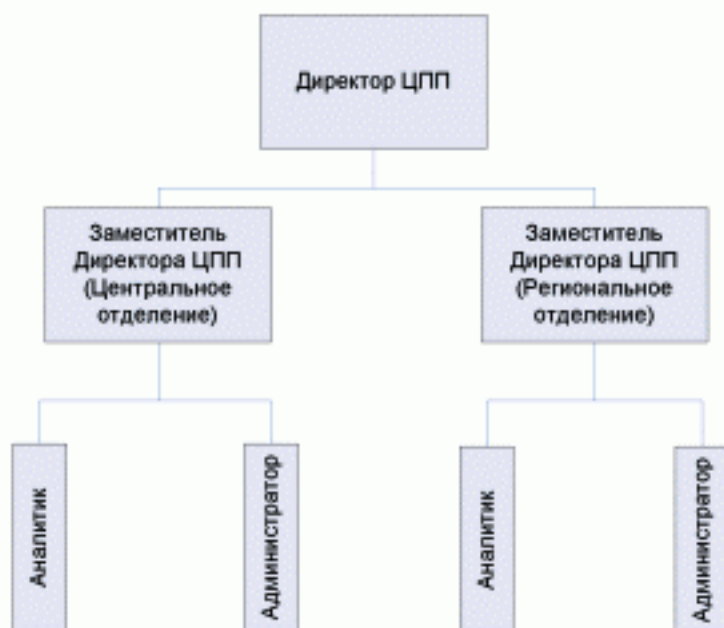 Директор ЦПП
Заместитель
Директора ЦПП
(Центральное
отделение)
Заместитель
Директора ЦПП
(Региональное
отделение)
Аналитик
Администратор
Аналитик
Администратор